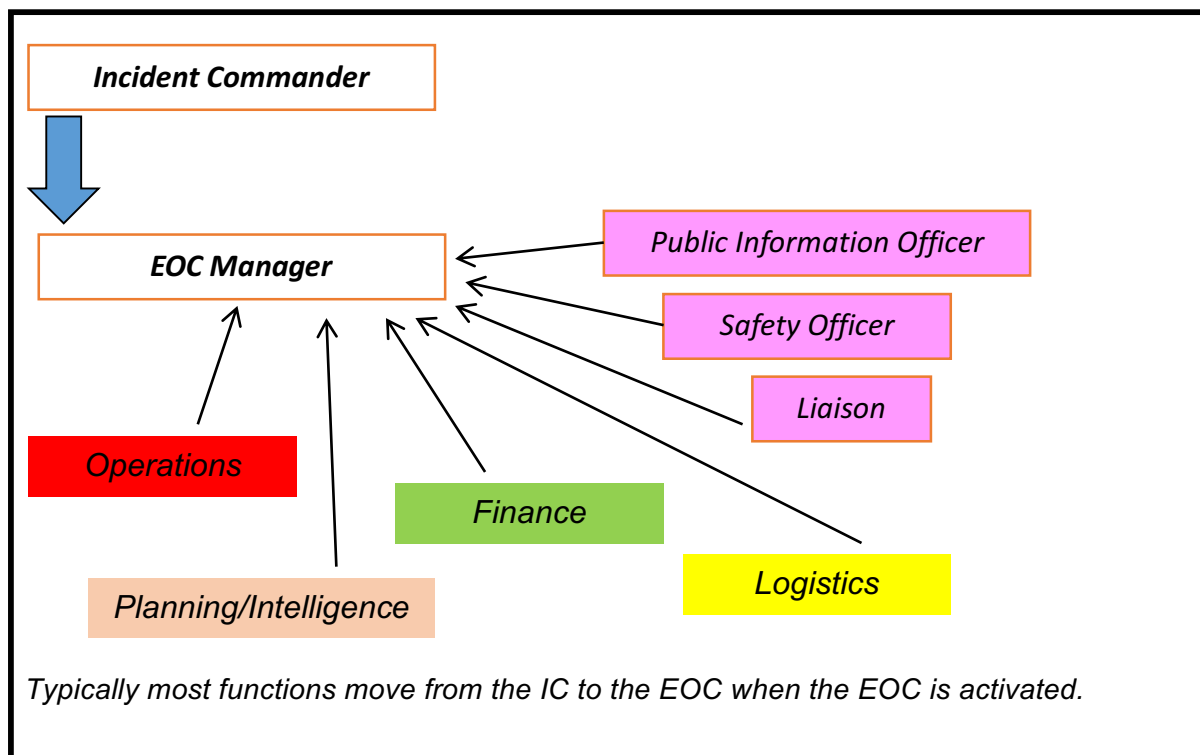 Incident Commander
EOC Manager
Public Information Officer
Safety Officer
Liaison
Operations
Finance
Logistics
Planning/Intelligence
Typically most functions move from the IC to the EOC when the EOC is activated.